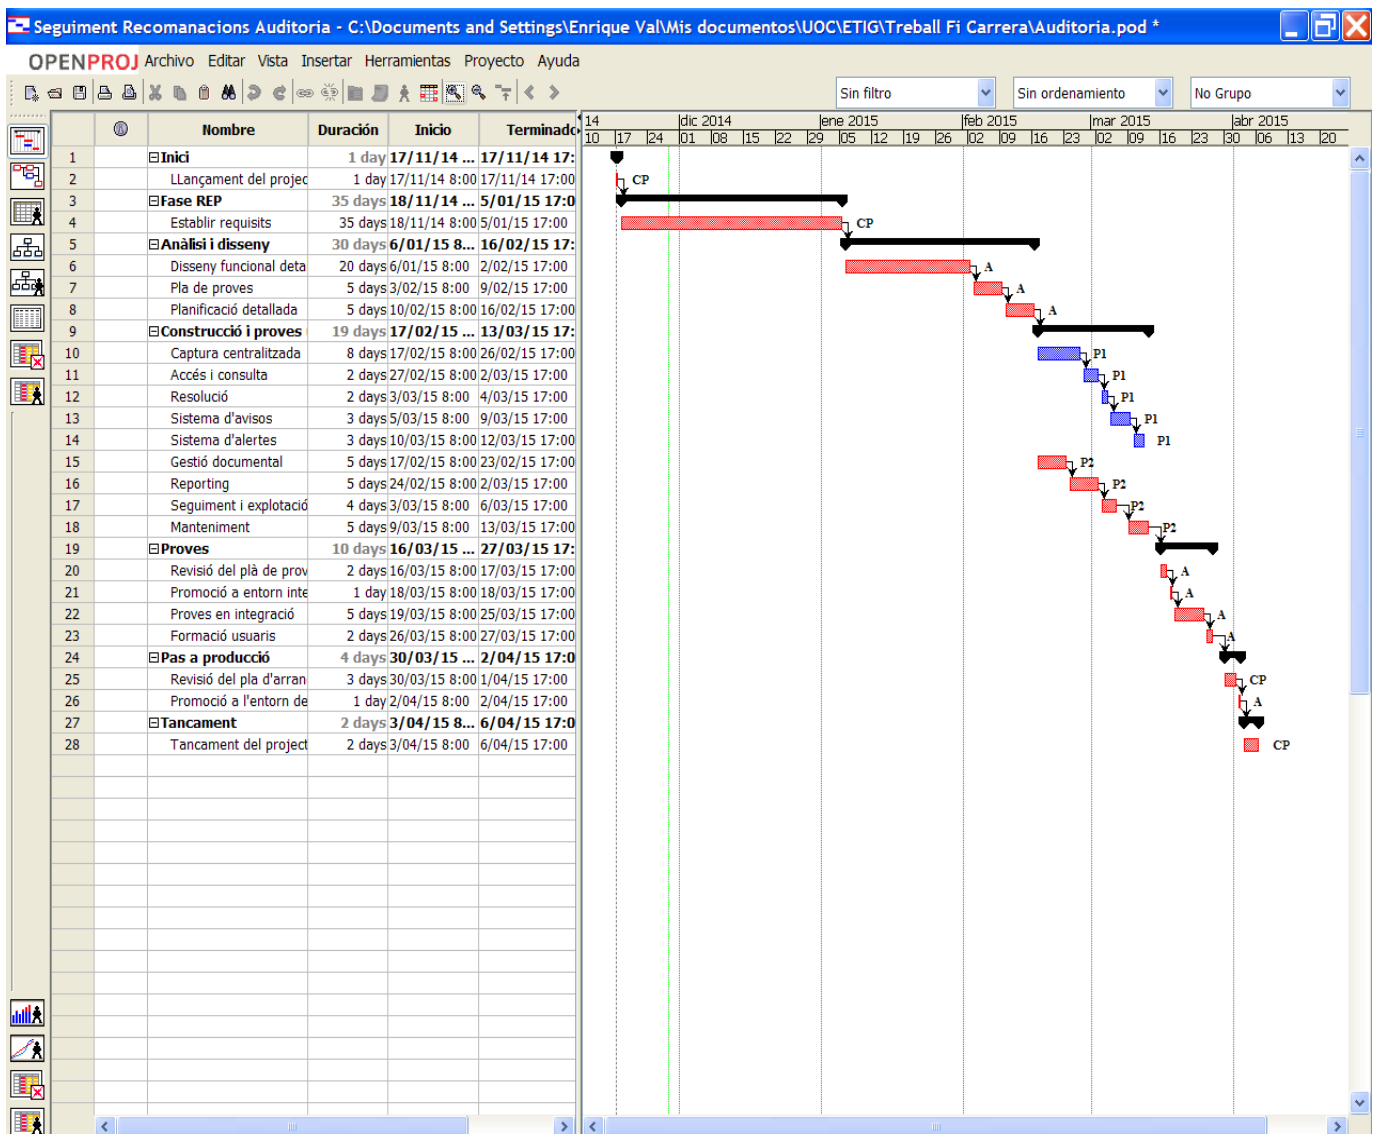 Seguiment Recomanacions Auditoria - C:\Documents and Settings\Enrique Val\Mis documentos\UOC\ETIG\Treball Fi Carrera\Auditoria.pod *
OPENPROJ Archivo Editar Vista Insertar Herramientas Proyecto Ayuda
Sin filtro Sin ordenamiento No Grupo
Nombre Duración Inicio Terminado
14 dic 2014 ene 2015 feb 2015 mar 2015 abr 2015
10 17 24 01 08 15 22 29 05 12 19 26 02 09 16 23 02 09 16 23 30 06 13 20
1 Inici 1 day 17/11/14 ... 17/11/14 17:
2 LLançament del projec 1 day 17/11/14 8:00 17/11/14 17:00 CP
3 Fase REP 35 days 18/11/14 ... 5/01/15 17:0
4 Establir requisits 35 days 18/11/14 8:00 5/01/15 17:00 CP
5 Anàlisi i disseny 30 days 6/01/15 8... 16/02/15 17:
6 Disseny funcional deta 20 days 6/01/15 8:00 2/02/15 17:00 A
7 Pla de proves 5 days 3/02/15 8:00 9/02/15 17:00 A
8 Planificació detallada 5 days 10/02/15 8:00 16/02/15 17:00 A
9 Construcció i proves 19 days 17/02/15 ... 13/03/15 17:
10 Captura centralitzada 8 days 17/02/15 8:00 26/02/15 17:00 P1
11 Accés i consulta 2 days 27/02/15 8:00 2/03/15 17:00 P1
12 Resolució 2 days 3/03/15 8:00 4/03/15 17:00 P1
13 Sistema d'avisos 3 days 5/03/15 8:00 9/03/15 17:00 P1
14 Sistema d'alertes 3 days 10/03/15 8:00 12/03/15 17:00 P1
15 Gestió documental 5 days 17/02/15 8:00 23/02/15 17:00 P2
16 Reporting 5 days 24/02/15 8:00 2/03/15 17:00 P2
17 Seguiment i explotació 4 days 3/03/15 8:00 6/03/15 17:00 P2
18 Manteniment 5 days 9/03/15 8:00 13/03/15 17:00 P2
19 Proves 10 days 16/03/15 ... 27/03/15 17:
20 Revisió del plà de prov 2 days 16/03/15 8:00 17/03/15 17:00 A
21 Promoció a entorn inte 1 day 18/03/15 8:00 18/03/15 17:00 A
22 Proves en integració 5 days 19/03/15 8:00 25/03/15 17:00 A
23 Formació usuaris 2 days 26/03/15 8:00 27/03/15 17:00 A
24 Pas a producció 4 days 30/03/15 ... 2/04/15 17:0
25 Revisió del pla d'arran 3 days 30/03/15 8:00 1/04/15 17:00 CP
26 Promoció a l'entorn de 1 day 2/04/15 8:00 2/04/15 17:00 A
27 Tancament 2 days 3/04/15 8... 6/04/15 17:0
28 Tancament del project 2 days 3/04/15 8:00 6/04/15 17:00 CP